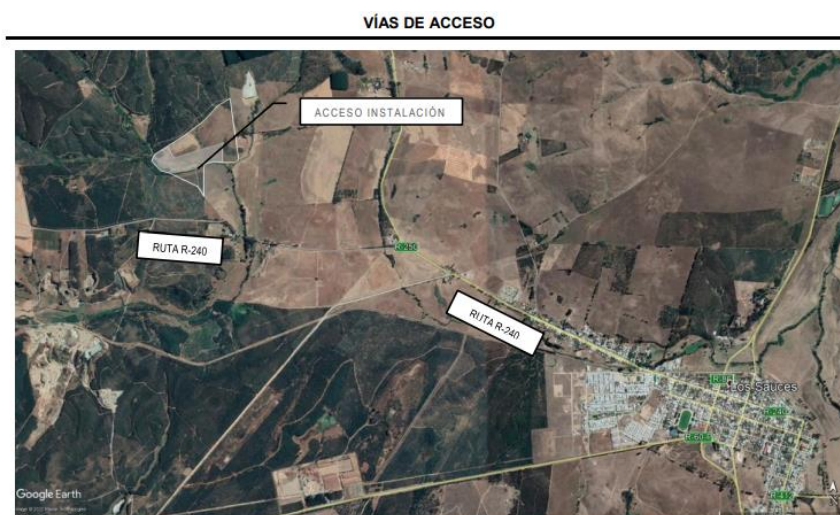 VÍAS DE ACCESO
ACCESO INSTALACIÓN
RUTA R-240
R-250
RUTA R-240
Los Sauces
R-240
Google Earth